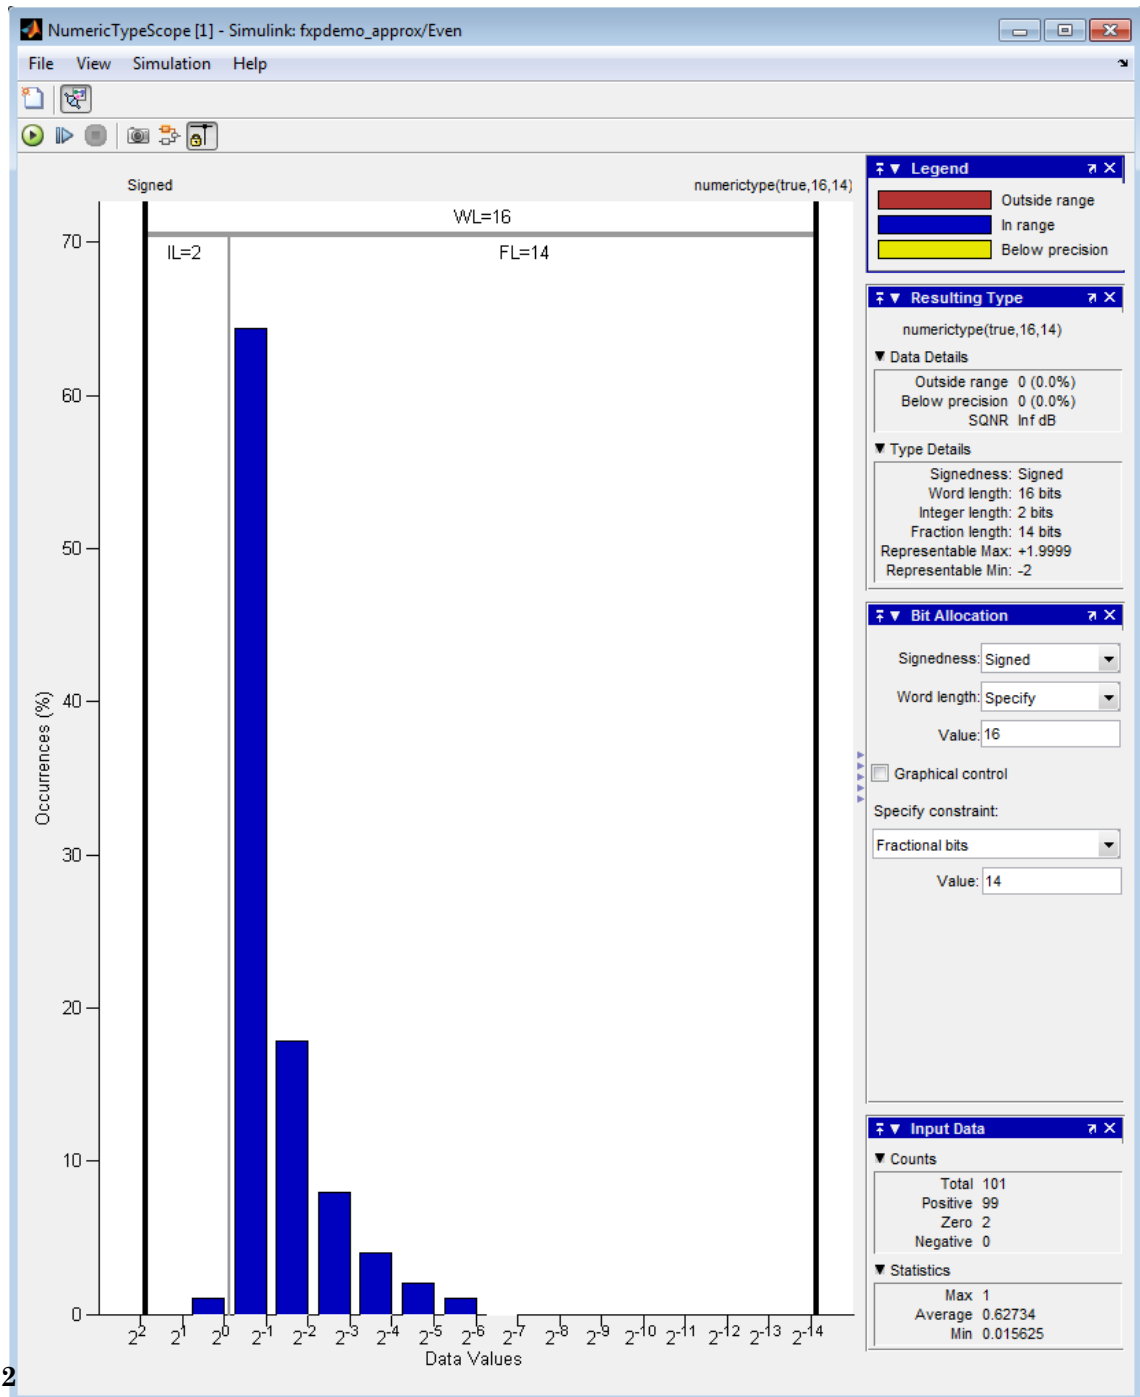 NumericTypeScope [1] - Simulink: fxpdemo_approx/Even
File View Simulation Help
Signed
numerictype(true,16,14)
WL=16
IL=2
FL=14
70
60
50
40
30
20
10
0
Occurrences (%)
2^2 2^1 2^0 2^-1 2^-2 2^-3 2^-4 2^-5 2^-6 2^-7 2^-8 2^-9 2^-10 2^-11 2^-12 2^-13 2^-14
Data Values
Legend
Outside range
In range
Below precision
Resulting Type
numerictype(true,16,14)
Data Details
Outside range 0 (0.0%)
Below precision 0 (0.0%)
SQNR Inf dB
Type Details
Signedness: Signed
Word length: 16 bits
Integer length: 2 bits
Fraction length: 14 bits
Representable Max: +1.9999
Representable Min: -2
Bit Allocation
Signedness: Signed
Word length: Specify
Value: 16
Graphical control
Specify constraint:
Fractional bits
Value: 14
Input Data
Counts
Total 101
Positive 99
Zero 2
Negative 0
Statistics
Max 1
Average 0.62734
Min 0.015625
2